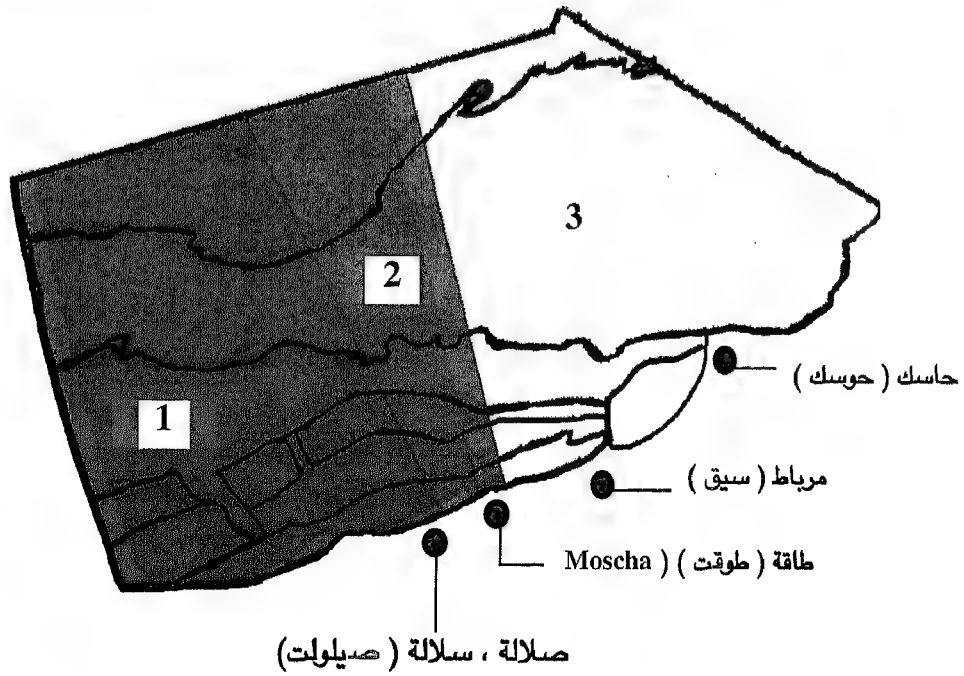 3
2
1
حاسك ( حوسك )
مرباط ( سيق )
طاقة ( طوقت ) ( Moscha
صلالة ، سلالة ( صيلولت)